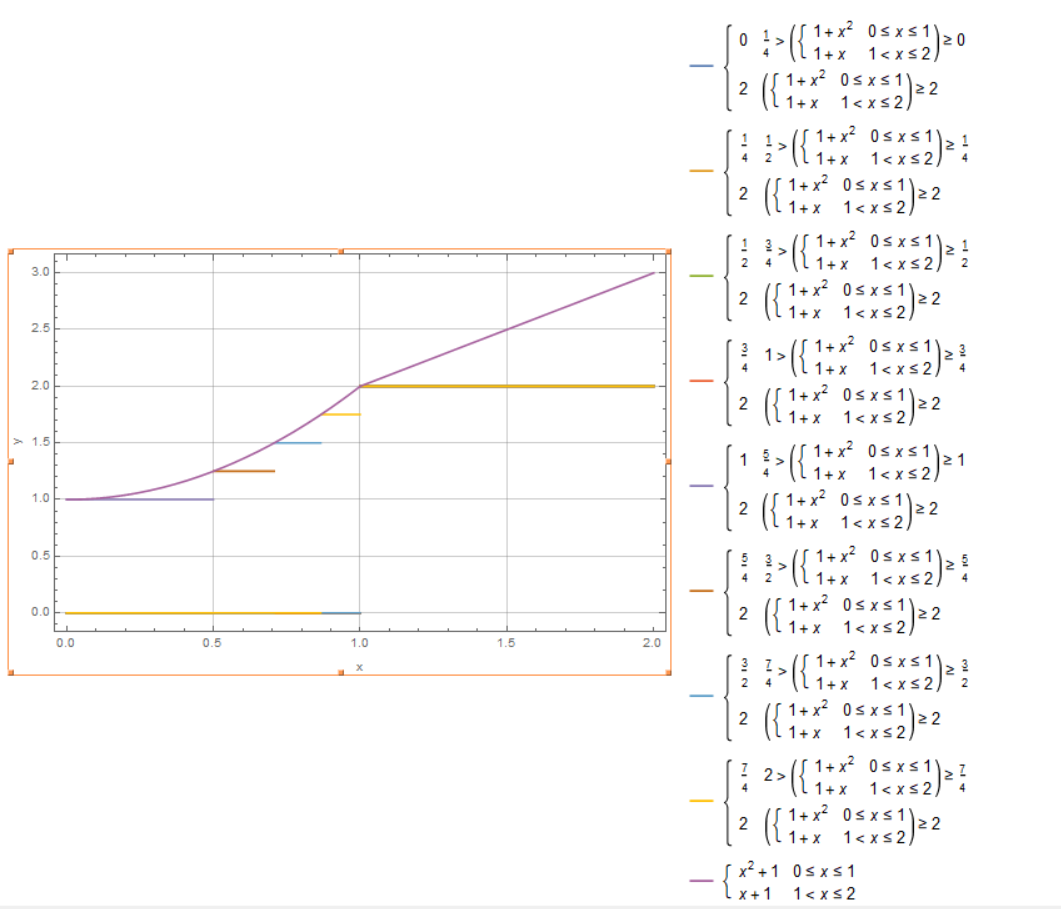 0 1/4 > ({ 1+x² 0≤x≤1
1+x 1<x≤2) ≥ 0
2 ({ 1+x² 0≤x≤1
1+x 1<x≤2) ≥ 2
1/4 1/2 > ({ 1+x² 0≤x≤1
1+x 1<x≤2) ≥ 1/4
2 ({ 1+x² 0≤x≤1
1+x 1<x≤2) ≥ 2
1/2 3/4 > ({ 1+x² 0≤x≤1
1+x 1<x≤2) ≥ 1/2
2 ({ 1+x² 0≤x≤1
1+x 1<x≤2) ≥ 2
3/4 1 > ({ 1+x² 0≤x≤1
1+x 1<x≤2) ≥ 3/4
2 ({ 1+x² 0≤x≤1
1+x 1<x≤2) ≥ 2
1 5/4 > ({ 1+x² 0≤x≤1
1+x 1<x≤2) ≥ 1
2 ({ 1+x² 0≤x≤1
1+x 1<x≤2) ≥ 2
5/4 3/2 > ({ 1+x² 0≤x≤1
1+x 1<x≤2) ≥ 5/4
2 ({ 1+x² 0≤x≤1
1+x 1<x≤2) ≥ 2
3/2 7/4 > ({ 1+x² 0≤x≤1
1+x 1<x≤2) ≥ 3/2
2 ({ 1+x² 0≤x≤1
1+x 1<x≤2) ≥ 2
7/4 2 > ({ 1+x² 0≤x≤1
1+x 1<x≤2) ≥ 7/4
2 ({ 1+x² 0≤x≤1
1+x 1<x≤2) ≥ 2
{ x²+1 0≤x≤1
x+1 1<x≤2
3.0
2.5
2.0
1.5
1.0
0.5
0.0
y
0.0 0.5 1.0 1.5 2.0
x